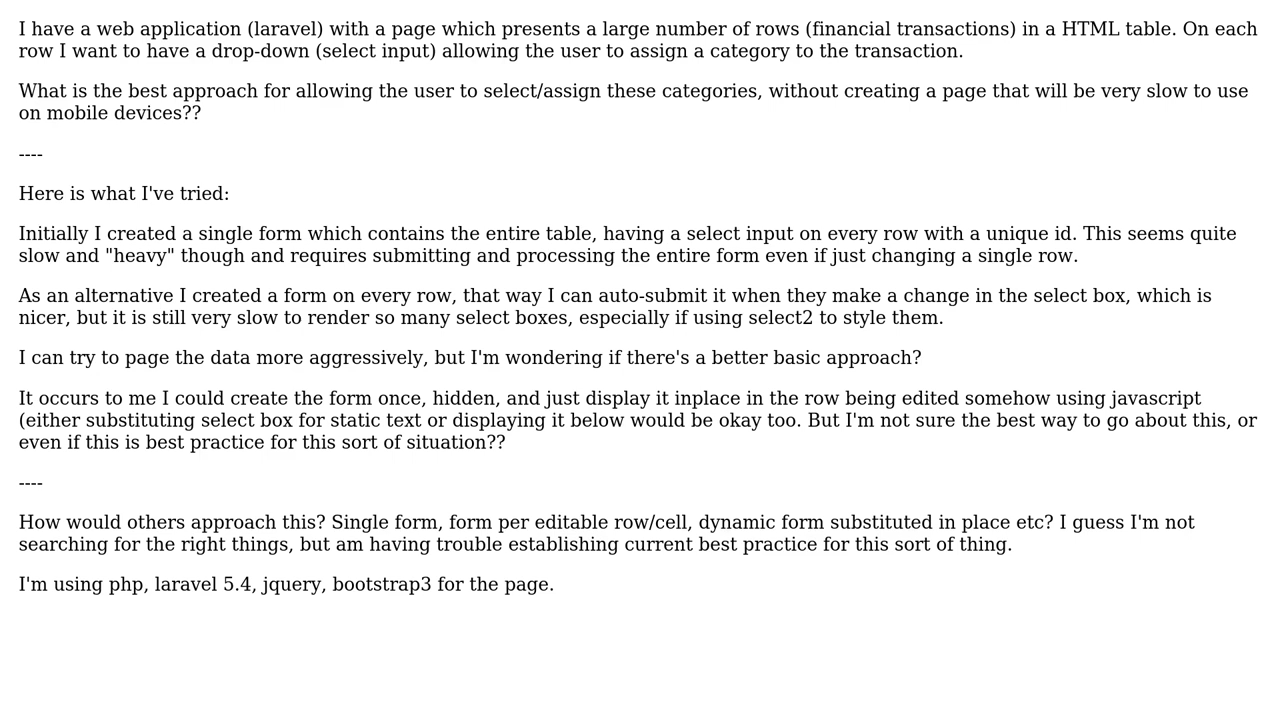 I have a web application (laravel) with a page which presents a large number of rows (financial transactions) in a HTML table. On each
row I want to have a drop-down (select input) allowing the user to assign a category to the transaction.
What is the best approach for allowing the user to select/assign these categories, without creating a page that will be very slow to use
on mobile devices??
----
Here is what I've tried:
Initially I created a single form which contains the entire table, having a select input on every row with a unique id. This seems quite
slow and "heavy" though and requires submitting and processing the entire form even if just changing a single row.
As an alternative I created a form on every row, that way I can auto-submit it when they make a change in the select box, which is
nicer, but it is still very slow to render so many select boxes, especially if using select2 to style them.
I can try to page the data more aggressively, but I'm wondering if there's a better basic approach?
It occurs to me I could create the form once, hidden, and just display it inplace in the row being edited somehow using javascript
(either substituting select box for static text or displaying it below would be okay too. But I'm not sure the best way to go about this, or
even if this is best practice for this sort of situation??
----
How would others approach this? Single form, form per editable row/cell, dynamic form substituted in place etc? I guess I'm not
searching for the right things, but am having trouble establishing current best practice for this sort of thing.
I'm using php, laravel 5.4, jquery, bootstrap3 for the page.